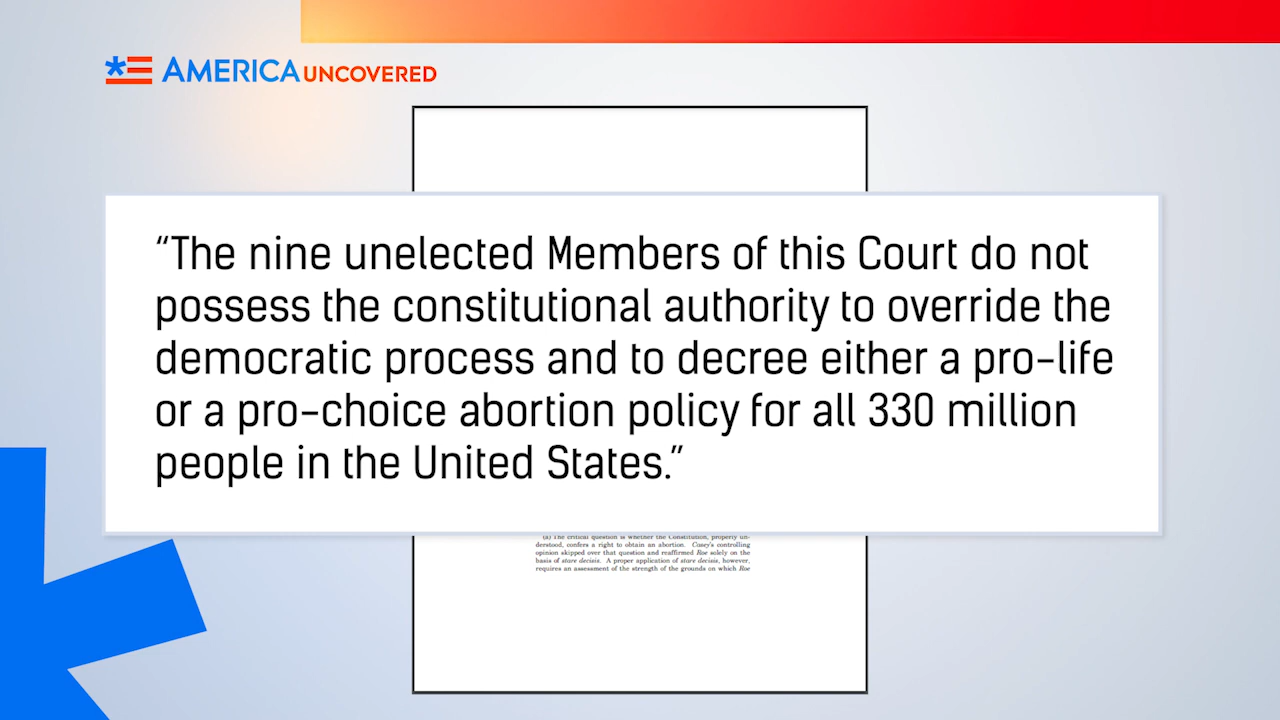 AMERICA UNCOVERED
“The nine unelected Members of this Court do not
possess the constitutional authority to override the
democratic process and to decree either a pro-life
or a pro-choice abortion policy for all 330 million
people in the United States.”
(a) The critical question is whether the Constitution, properly un-
derstood, confers a right to obtain an abortion. Casey’s controlling
opinion skipped over that question and reaffirmed Roe solely on the
basis of stare decisis. A proper application of stare decisis, however,
requires an assessment of the strength of the grounds on which Roe